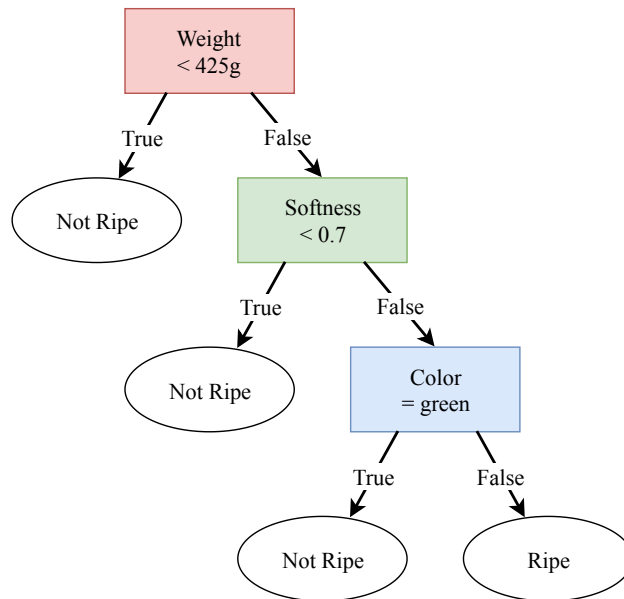 Weight
< 425g
True
False
Not Ripe
Softness
< 0.7
True
False
Not Ripe
Color
= green
True
False
Not Ripe
Ripe